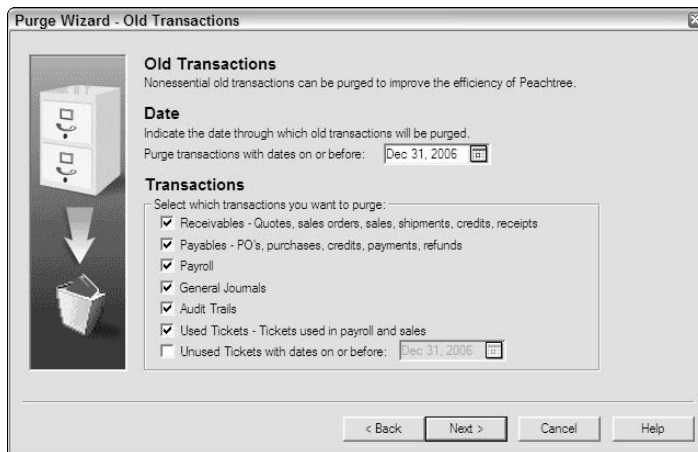 Purge Wizard - Old Transactions
Old Transactions
Nonessential old transactions can be purged to improve the efficiency of Peachtree.
Date
Indicate the date through which old transactions will be purged.
Purge transactions with dates on or before: Dec 31, 2006
Transactions
Select which transactions you want to purge:
Receivables - Quotes, sales orders, sales, shipments, credits, receipts
Payables - PO's, purchases, credits, payments, refunds
Payroll
General Journals
Audit Trails
Used Tickets - Tickets used in payroll and sales
Unused Tickets with dates on or before: Dec 31, 2006
< Back Next > Cancel Help